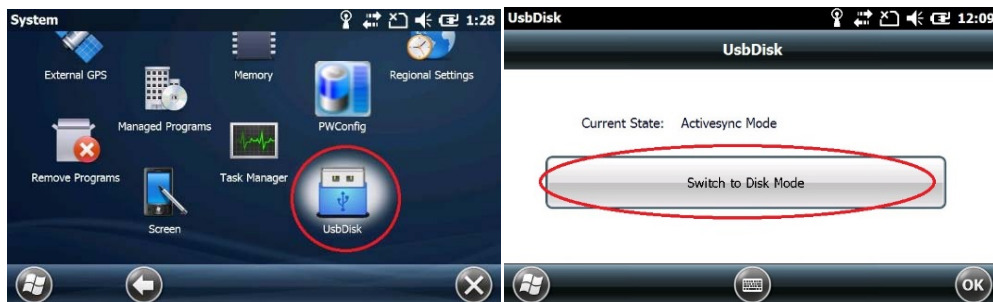 System 1:28
External GPS
Memory
Regional Settings
Managed Programs
PWConfig
Remove Programs
Task Manager
Screen
UsbDisk
UsbDisk 12:09
UsbDisk
Current State: Activesync Mode
Switch to Disk Mode
OK